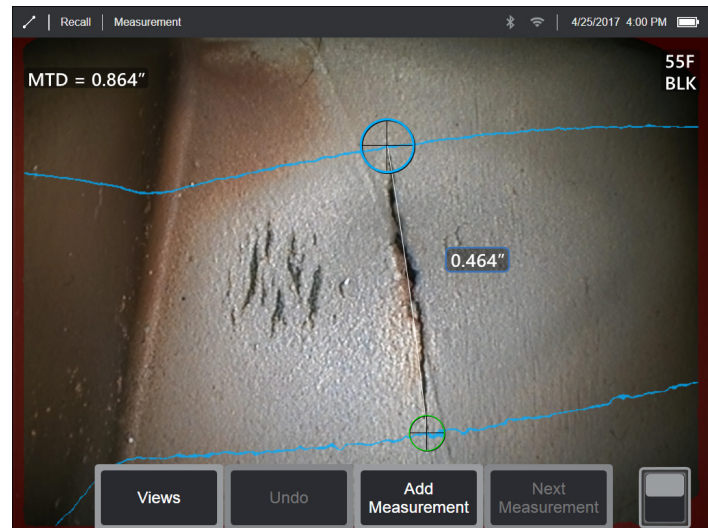 Recall Measurement 4/25/2017 4:00 PM
MTD = 0.864"
55F
BLK
0.464"
Views
Undo
Add
Measurement
Next
Measurement